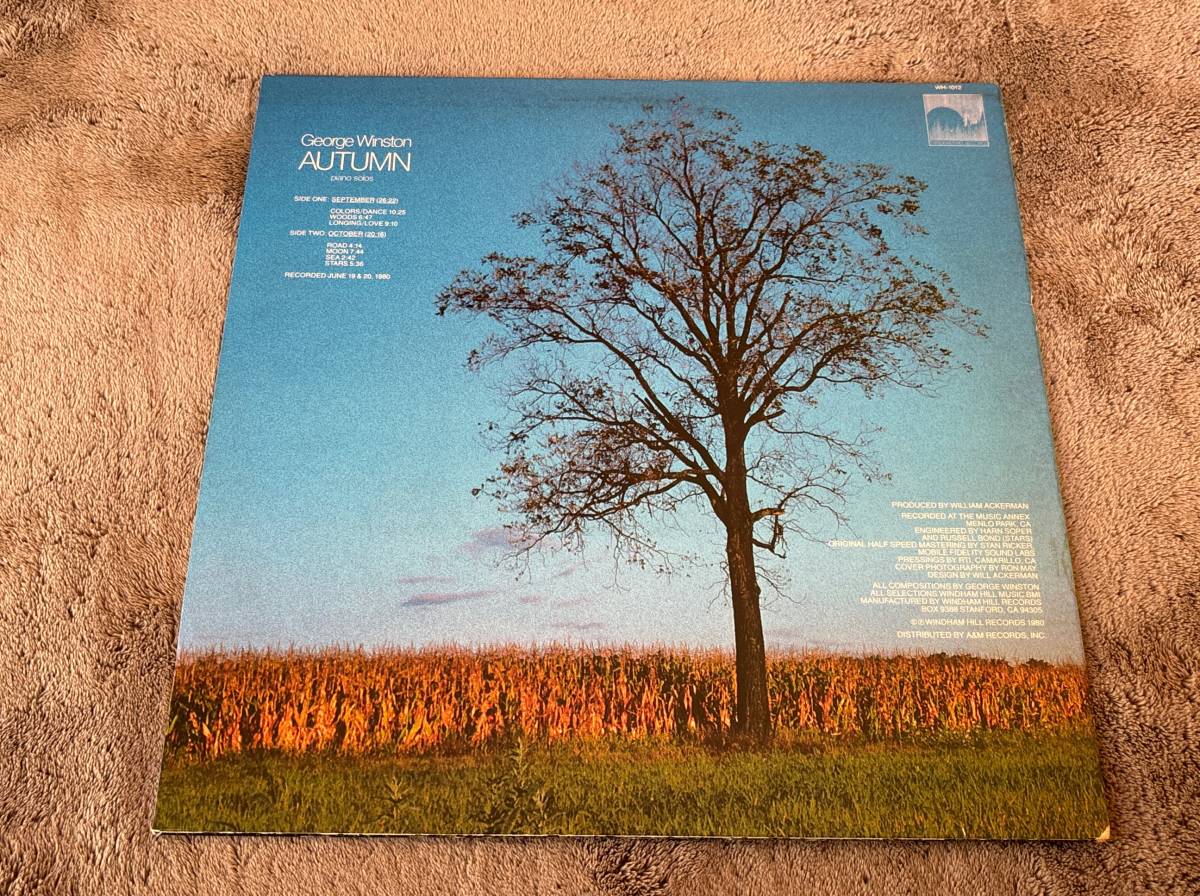 WH-1012
George Winston
AUTUMN
piano solos
SIDE ONE: SEPTEMBER (26:22)
COLORS/DANCE 10:25
WOODS 6:47
LONGING/LOVE 9:10
SIDE TWO: OCTOBER (20:16)
ROAD 4:14
MOON 7:44
SEA 2:42
STARS 5:36
RECORDED JUNE 19 & 20, 1980
PRODUCED BY WILLIAM ACKERMAN
RECORDED AT THE MUSIC ANNEX
MENLO PARK, CA
ENGINEERED BY HARN SOPER
AND RUSSELL BOND (STARS)
ORIGINAL HALF SPEED MASTERING BY STAN RICKER,
MOBILE FIDELITY SOUND LABS
PRESSINGS BY RTI, CAMARILLO, CA
COVER PHOTOGRAPHY BY RON MAY
DESIGN BY WILL ACKERMAN
ALL COMPOSITIONS BY GEORGE WINSTON
ALL SELECTIONS WINDHAM HILL MUSIC BMI
MANUFACTURED BY WINDHAM HILL RECORDS
BOX 9388 STANFORD, CA 94305
©℗ WINDHAM HILL RECORDS 1980
DISTRIBUTED BY A&M RECORDS, INC.